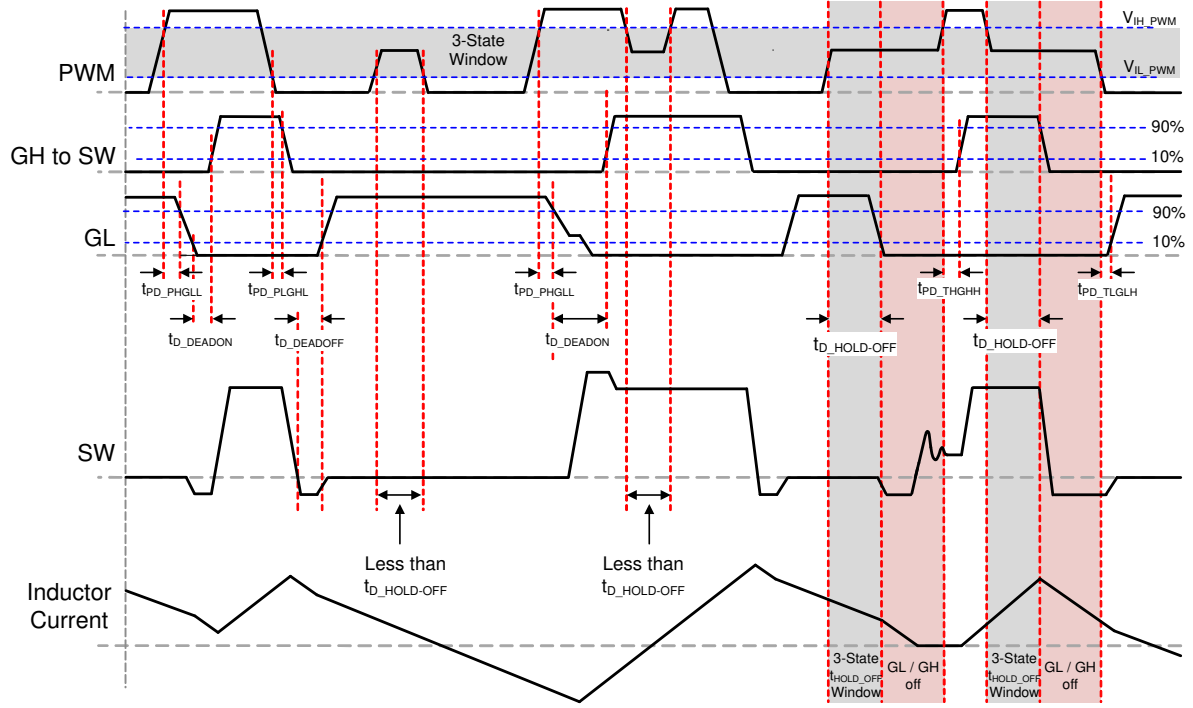 V_IH_PWM
3-State
Window
PWM
V_IL_PWM
90%
GH to SW
10%
90%
GL
10%
t_PD_PHGLL
t_PD_PLGHL
t_PD_PHGLL
t_PD_THGHH
t_PD_TLGLH
t_D_DEADON
t_D_DEADOFF
t_D_DEADON
t_D_HOLD-OFF
t_D_HOLD-OFF
SW
Less than
t_D_HOLD-OFF
Less than
t_D_HOLD-OFF
Inductor
Current
3-State
t_HOLD_OFF
Window
GL / GH
off
3-State
t_HOLD_OFF
Window
GL / GH
off